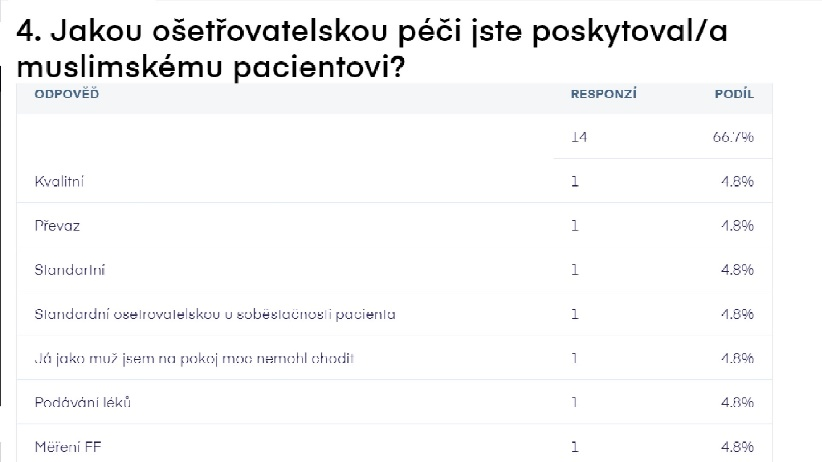 4. Jakou ošetřovatelskou péči jste poskytoval/a
muslimskému pacientovi?
ODPOVĚĎ RESPONZÍ PODÍL
14 66.7%
Kvalitní 1 4.8%
Převaz 1 4.8%
Standartní 1 4.8%
Standardní osetrovatelskou u soběstačnosti pacienta 1 4.8%
Já jako muž jsem na pokoj moc nemohl chodit 1 4.8%
Podávání léků 1 4.8%
Měření FF 1 4.8%